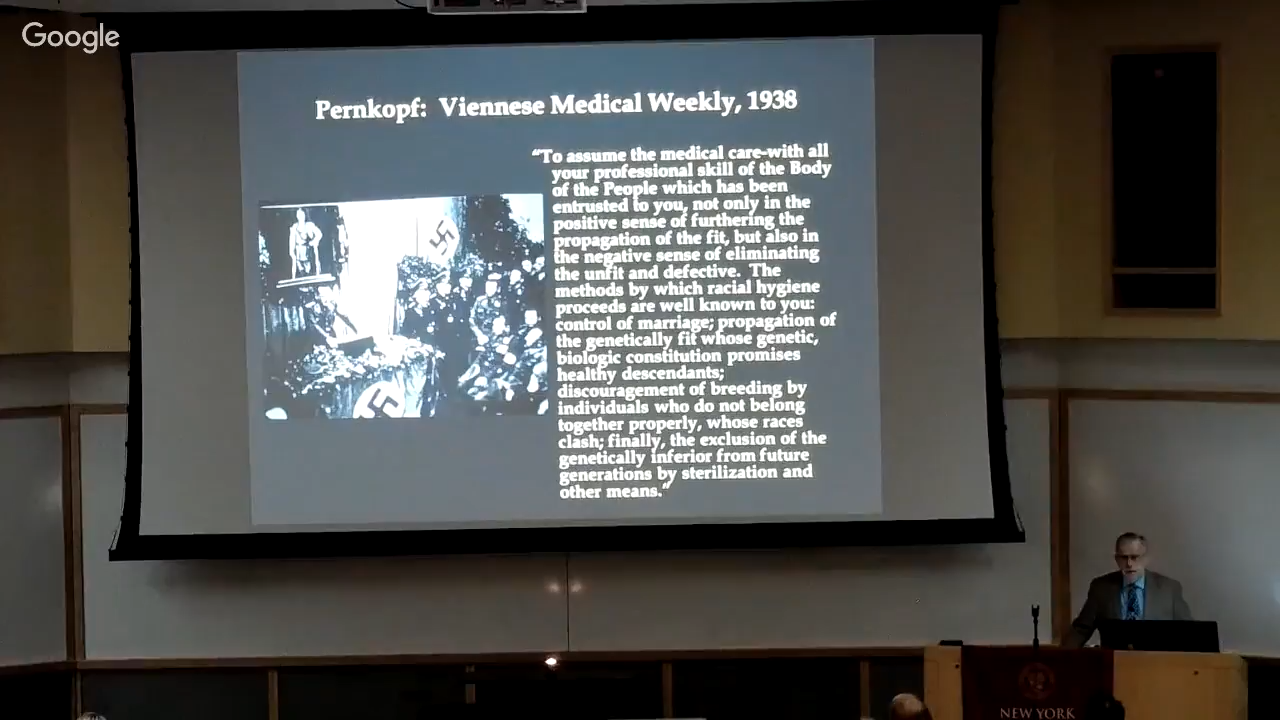 Google
Pernkopf: Viennese Medical Weekly, 1938
“To assume the medical care-with all
your professional skill of the Body
of the People which has been
entrusted to you, not only in the
positive sense of furthering the
propagation of the fit, but also in
the negative sense of eliminating
the unfit and defective. The
methods by which racial hygiene
proceeds are well known to you:
control of marriage; propagation of
the genetically fit whose genetic,
biologic constitution promises
healthy descendants;
discouragement of breeding by
individuals who do not belong
together properly, whose races
clash; finally, the exclusion of the
genetically inferior from future
generations by sterilization and
other means.“
NEW YORK